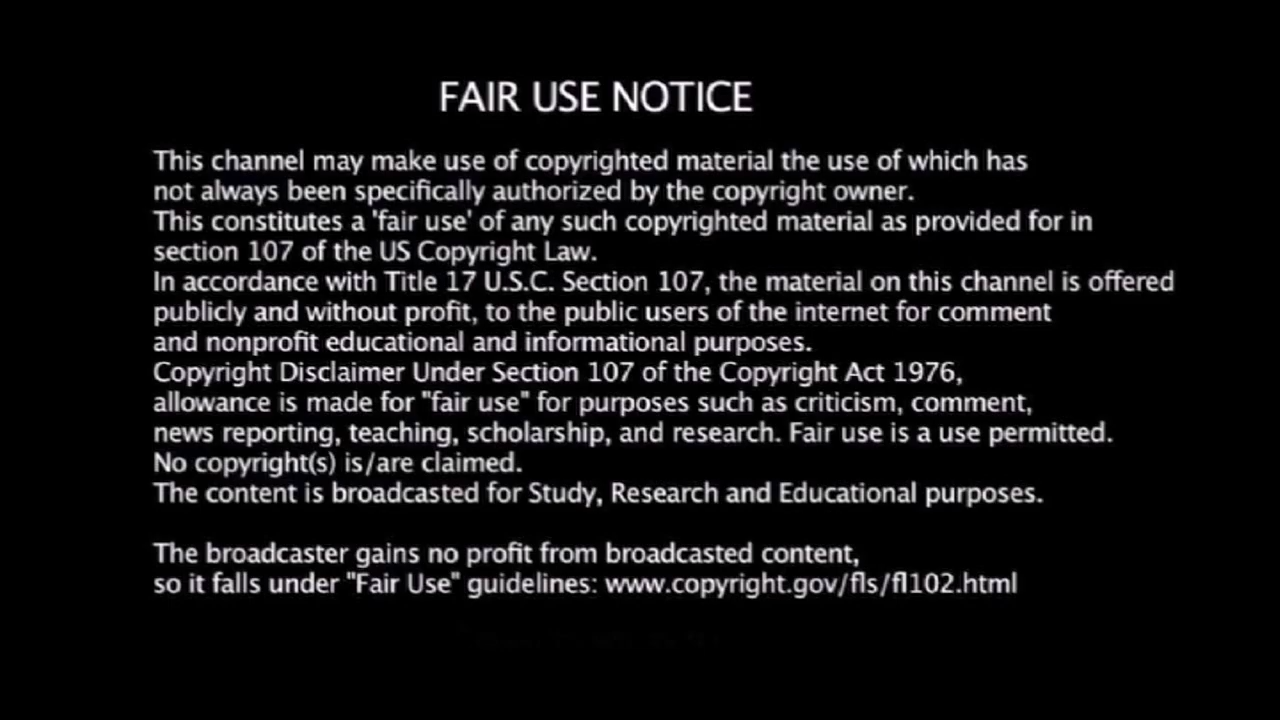 FAIR USE NOTICE
This channel may make use of copyrighted material the use of which has
not always been specifically authorized by the copyright owner.
This constitutes a 'fair use' of any such copyrighted material as provided for in
section 107 of the US Copyright Law.
In accordance with Title 17 U.S.C. Section 107, the material on this channel is offered
publicly and without profit, to the public users of the internet for comment
and nonprofit educational and informational purposes.
Copyright Disclaimer Under Section 107 of the Copyright Act 1976,
allowance is made for "fair use" for purposes such as criticism, comment,
news reporting, teaching, scholarship, and research. Fair use is a use permitted.
No copyright(s) is/are claimed.
The content is broadcasted for Study, Research and Educational purposes.
The broadcaster gains no profit from broadcasted content,
so it falls under "Fair Use" guidelines: www.copyright.gov/fls/fl102.html